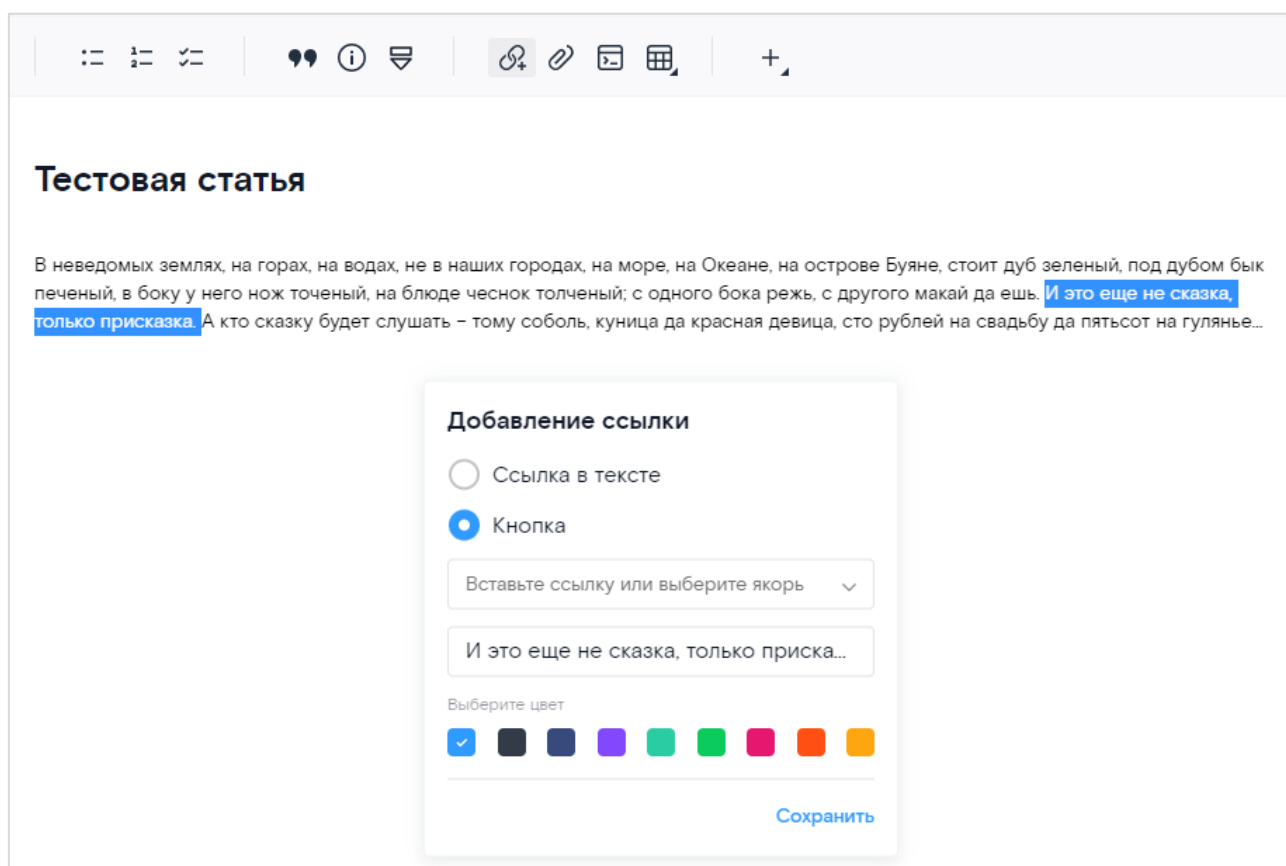 Тестовая статья
В неведомых землях, на горах, на водах, не в наших городах, на море, на Океане, на острове Буяне, стоит дуб зеленый, под дубом бык
печеный, в боку у него нож точеный, на блюде чеснок толченый; с одного бока режь, с другого макай да ешь. И это еще не сказка,
только присказка. А кто сказку будет слушать – тому соболь, куница да красная девица, сто рублей на свадьбу да пятьсот на гулянье...
Добавление ссылки
Ссылка в тексте
Кнопка
Вставьте ссылку или выберите якорь
И это еще не сказка, только приска...
Выберите цвет
Сохранить